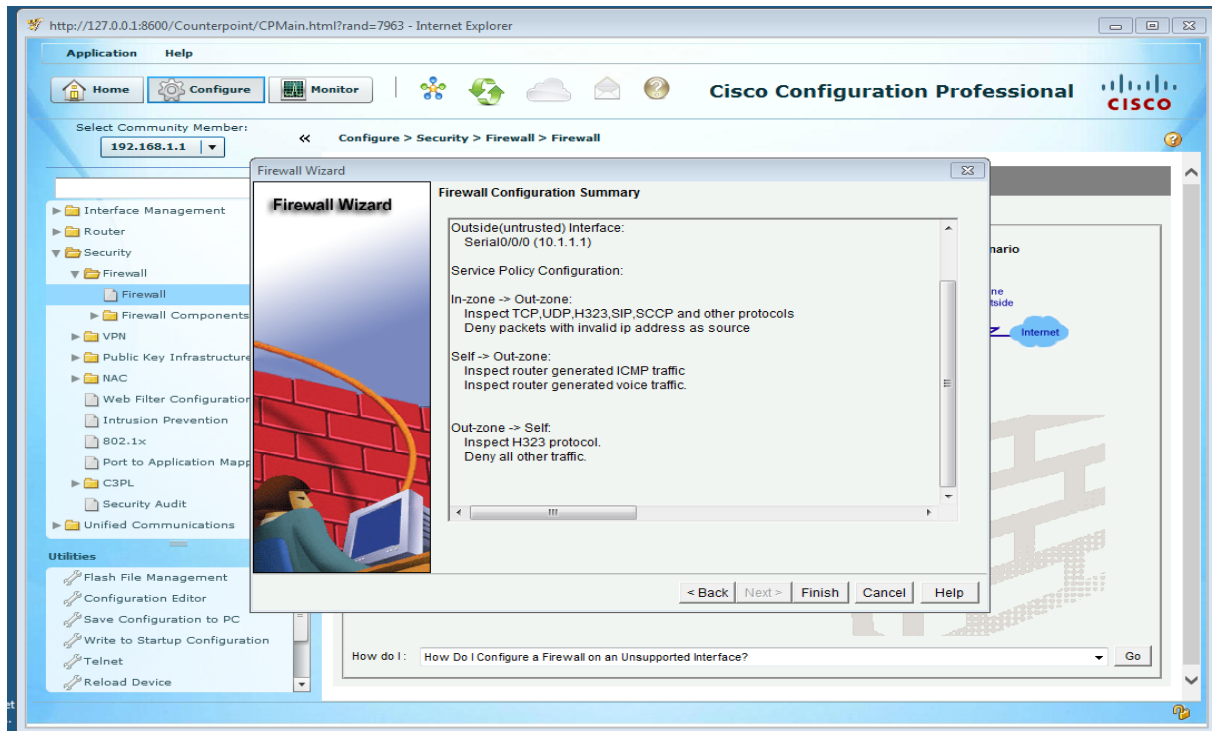 http://127.0.0.1:8600/Counterpoint/CPMain.html?rand=7963 - Internet Explorer
Application Help
Home Configure Monitor
Cisco Configuration Professional
CISCO
Select Community Member:
192.168.1.1
Configure > Security > Firewall > Firewall
Interface Management
Router
Security
Firewall
Firewall
Firewall Components
VPN
Public Key Infrastructure
NAC
Web Filter Configuration
Intrusion Prevention
802.1x
Port to Application Mapp
C3PL
Security Audit
Unified Communications
Utilities
Flash File Management
Configuration Editor
Save Configuration to PC
Write to Startup Configuration
Telnet
Reload Device
Firewall Wizard
Firewall Wizard
Firewall Configuration Summary
Outside(untrusted) Interface:
Serial0/0/0 (10.1.1.1)
Service Policy Configuration:
In-zone -> Out-zone:
Inspect TCP,UDP,H323,SIP,SCCP and other protocols
Deny packets with invalid ip address as source
Self -> Out-zone:
Inspect router generated ICMP traffic
Inspect router generated voice traffic.
Out-zone -> Self:
Inspect H323 protocol.
Deny all other traffic.
< Back Next > Finish Cancel Help
nario
ne
tside
Internet
How do I : How Do I Configure a Firewall on an Unsupported Interface? Go
et